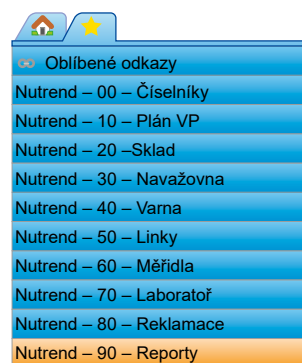 Oblíbené odkazy
Nutrend – 00 – Číselníky
Nutrend – 10 – Plán VP
Nutrend – 20 –Sklad
Nutrend – 30 – Navažovna
Nutrend – 40 – Varna
Nutrend – 50 – Linky
Nutrend – 60 – Měřidla
Nutrend – 70 – Laboratoř
Nutrend – 80 – Reklamace
Nutrend – 90 – Reporty